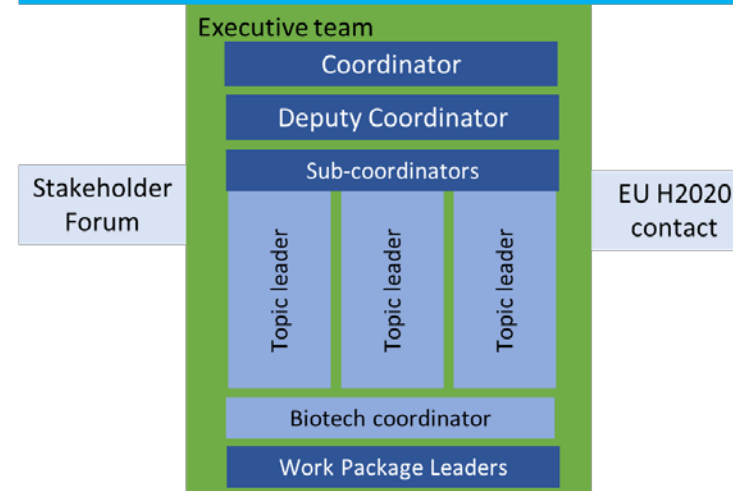 Executive team
Coordinator
Deputy Coordinator
Sub-coordinators
Stakeholder
Forum
EU H2020
contact
Topic leader
Topic leader
Topic leader
Biotech coordinator
Work Package Leaders